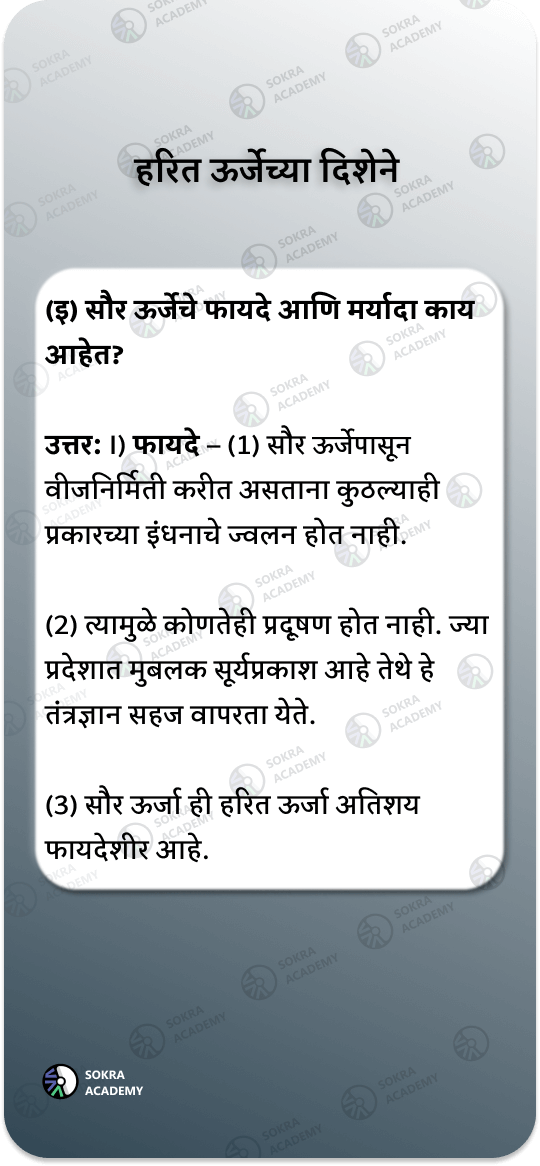 हरित ऊर्जेच्या दिशेने
(इ) सौर ऊर्जेचे फायदे आणि मर्यादा काय
आहेत?
उत्तर: I) फायदे – (1) सौर ऊर्जेपासून
वीजनिर्मिती करीत असताना कुठल्याही
प्रकारच्या इंधनाचे ज्वलन होत नाही.
(2) त्यामुळे कोणतेही प्रदूषण होत नाही. ज्या
प्रदेशात मुबलक सूर्यप्रकाश आहे तेथे हे
तंत्रज्ञान सहज वापरता येते.
(3) सौर ऊर्जा ही हरित ऊर्जा अतिशय
फायदेशीर आहे.
SOKRA
ACADEMY